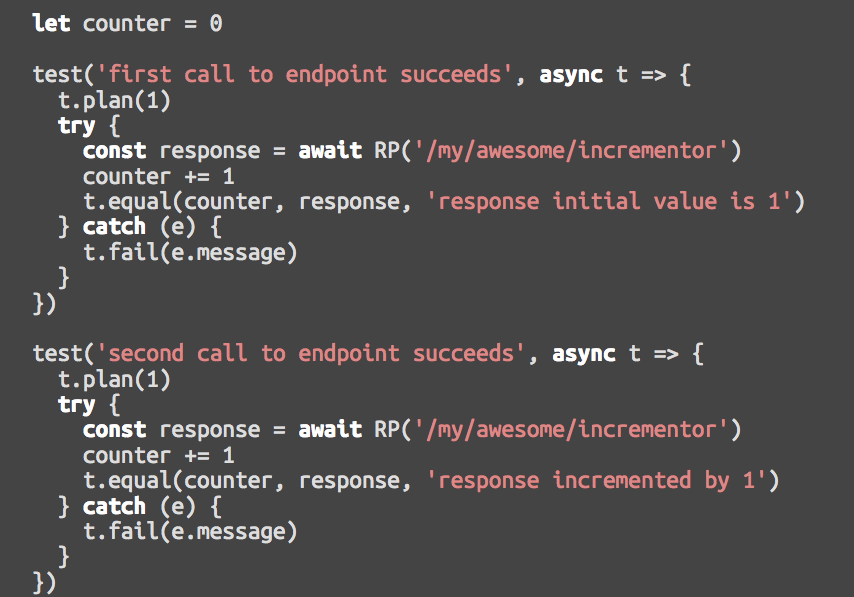 let counter = 0

test('first call to endpoint succeeds', async t => {
  t.plan(1)
  try {
    const response = await RP('/my/awesome/incrementor')
    counter += 1
    t.equal(counter, response, 'response initial value is 1')
  } catch (e) {
    t.fail(e.message)
  }
})

test('second call to endpoint succeeds', async t => {
  t.plan(1)
  try {
    const response = await RP('/my/awesome/incrementor')
    counter += 1
    t.equal(counter, response, 'response incremented by 1')
  } catch (e) {
    t.fail(e.message)
  }
})